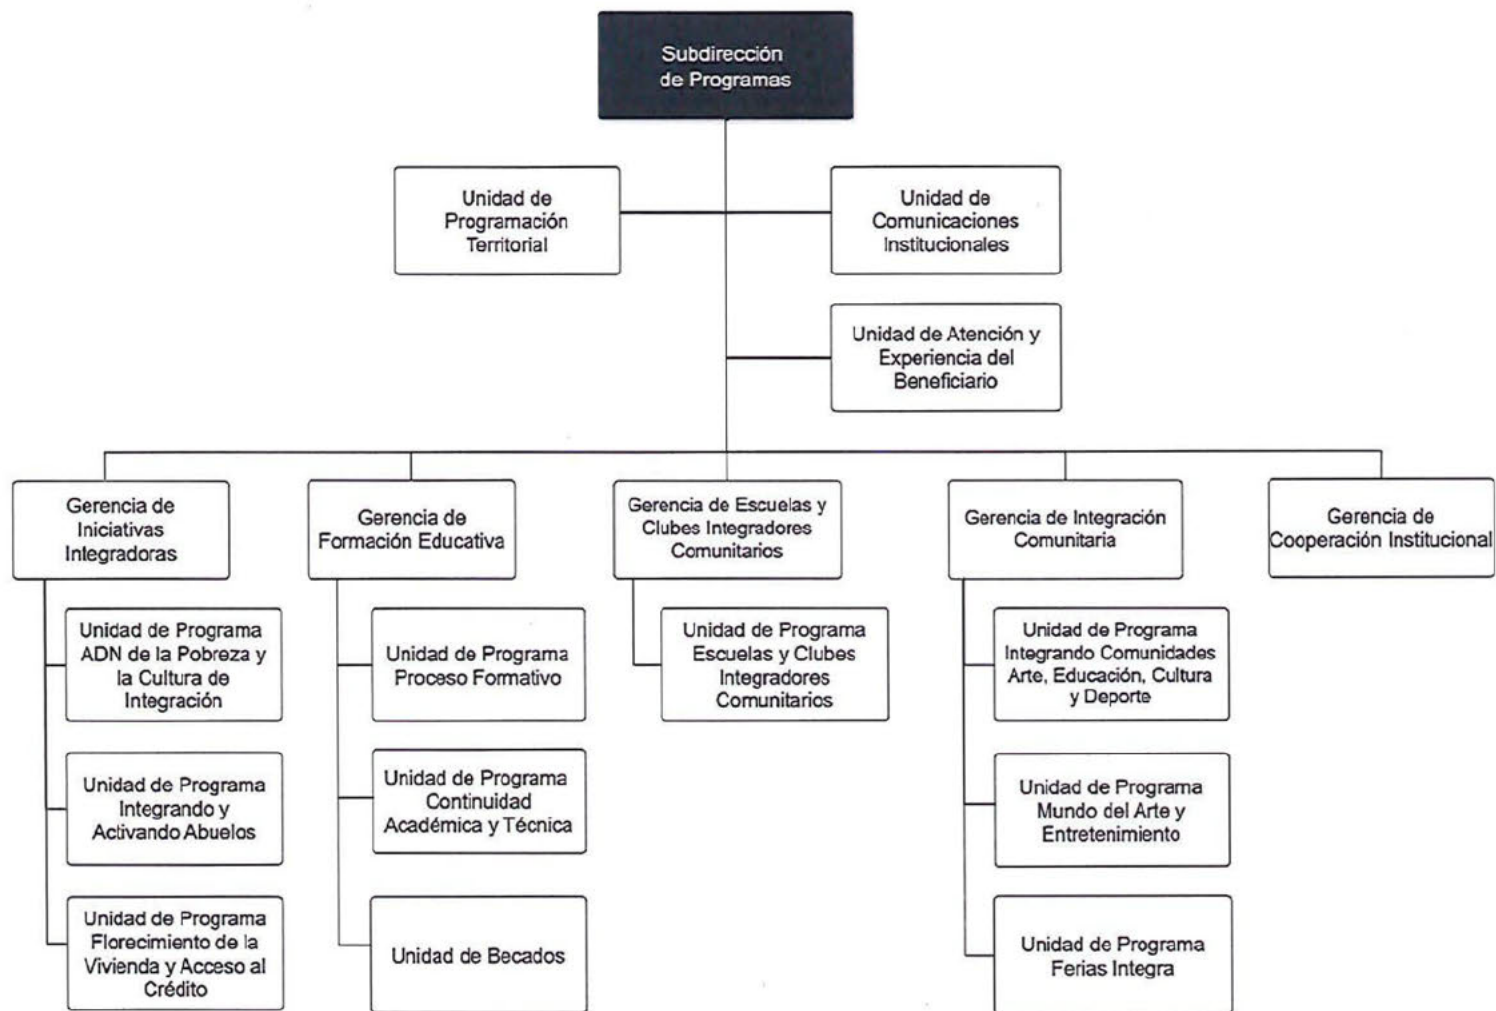 Subdirección
de Programas
Unidad de
Programación
Territorial
Unidad de
Comunicaciones
Institucionales
Unidad de Atención y
Experiencia del
Beneficiario
Gerencia de
Iniciativas
Integradoras
Gerencia de
Formación Educativa
Gerencia de Escuelas y
Clubes Integradores
Comunitarios
Gerencia de Integración
Comunitaria
Gerencia de
Cooperación Institucional
Unidad de Programa
ADN de la Pobreza y
la Cultura de
Integración
Unidad de Programa
Integrando y
Activando Abuelos
Unidad de Programa
Florecimiento de la
Vivienda y Acceso al
Crédito
Unidad de Programa
Proceso Formativo
Unidad de Programa
Continuidad
Académica y Técnica
Unidad de Becados
Unidad de Programa
Escuelas y Clubes
Integradores
Comunitarios
Unidad de Programa
Integrando Comunidades
Arte, Educación, Cultura
y Deporte
Unidad de Programa
Mundo del Arte y
Entretenimiento
Unidad de Programa
Ferias Integra